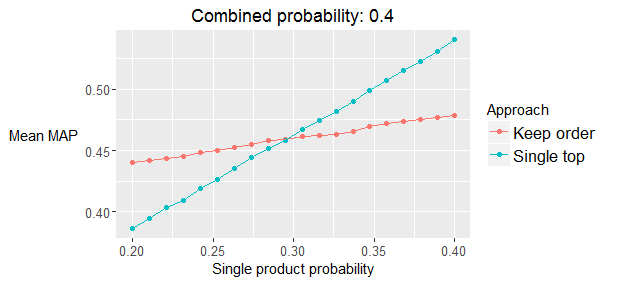 Combined probability: 0.4
0.50
0.45
0.40
Mean MAP
0.20 0.25 0.30 0.35 0.40
Single product probability
Approach
Keep order
Single top